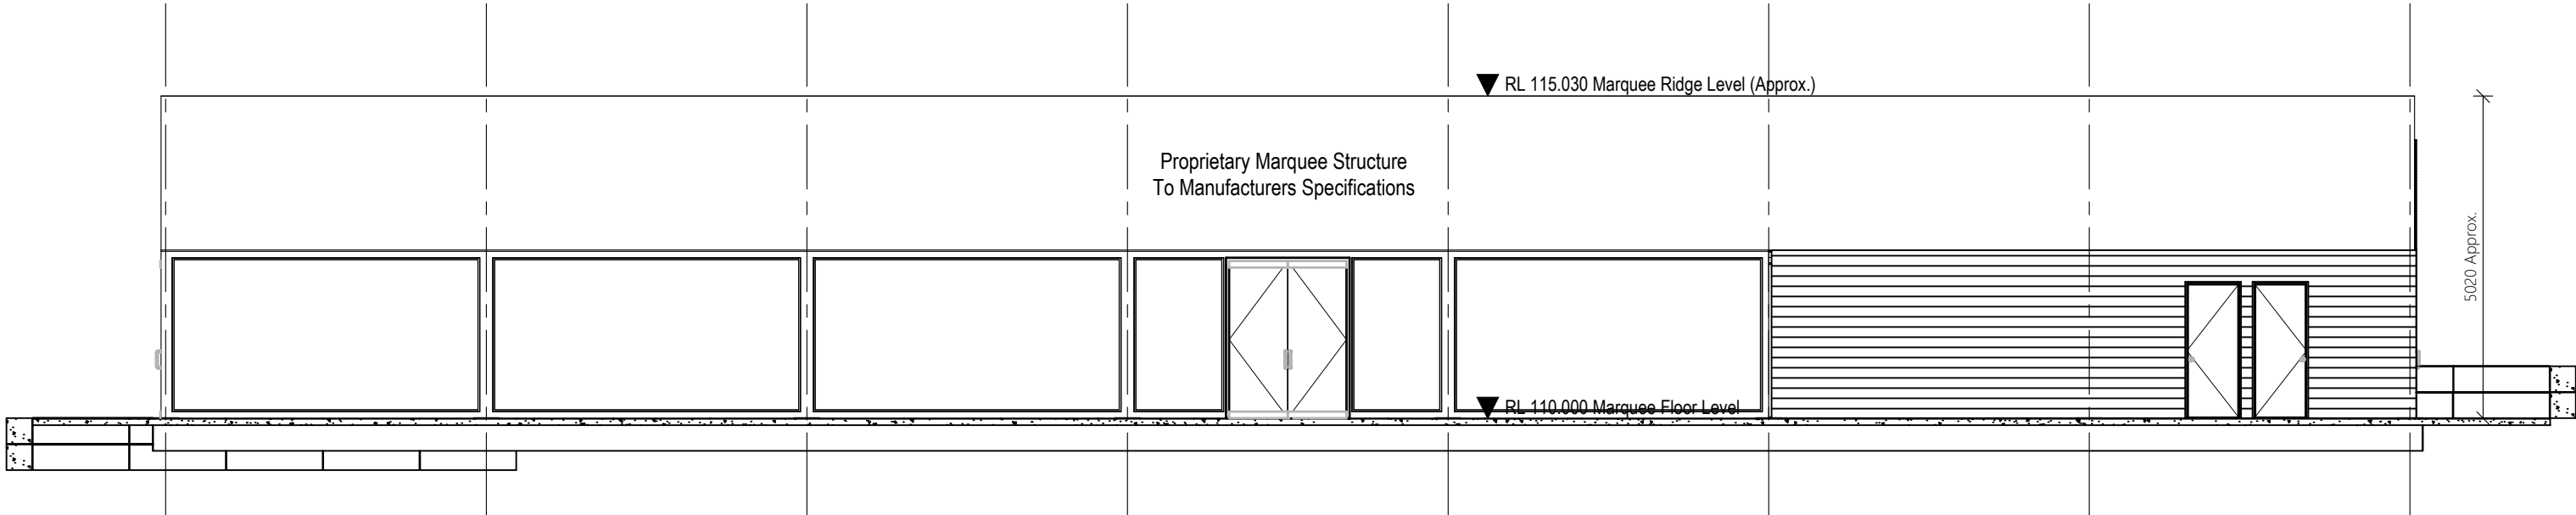 RL 115.030 Marquee Ridge Level (Approx.)
Proprietary Marquee Structure
To Manufacturers Specifications
5020 Approx.
RL 110.000 Marquee Floor Level